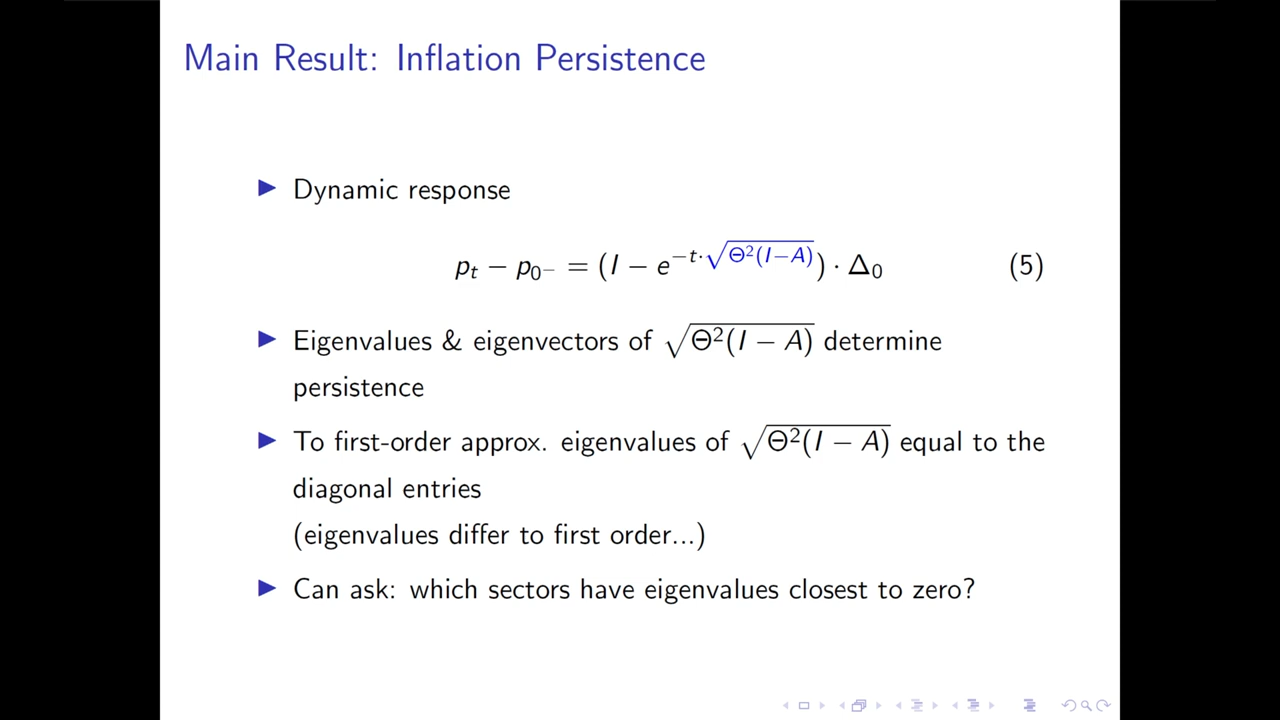 Main Result: Inflation Persistence
▶ Dynamic response
p_t − p_{0^−} = (I − e^{−t·√(Θ²(I−A))}) · Δ_0 (5)
▶ Eigenvalues & eigenvectors of √(Θ²(I − A)) determine
persistence
▶ To first-order approx. eigenvalues of √(Θ²(I − A)) equal to the
diagonal entries
(eigenvalues differ to first order...)
▶ Can ask: which sectors have eigenvalues closest to zero?